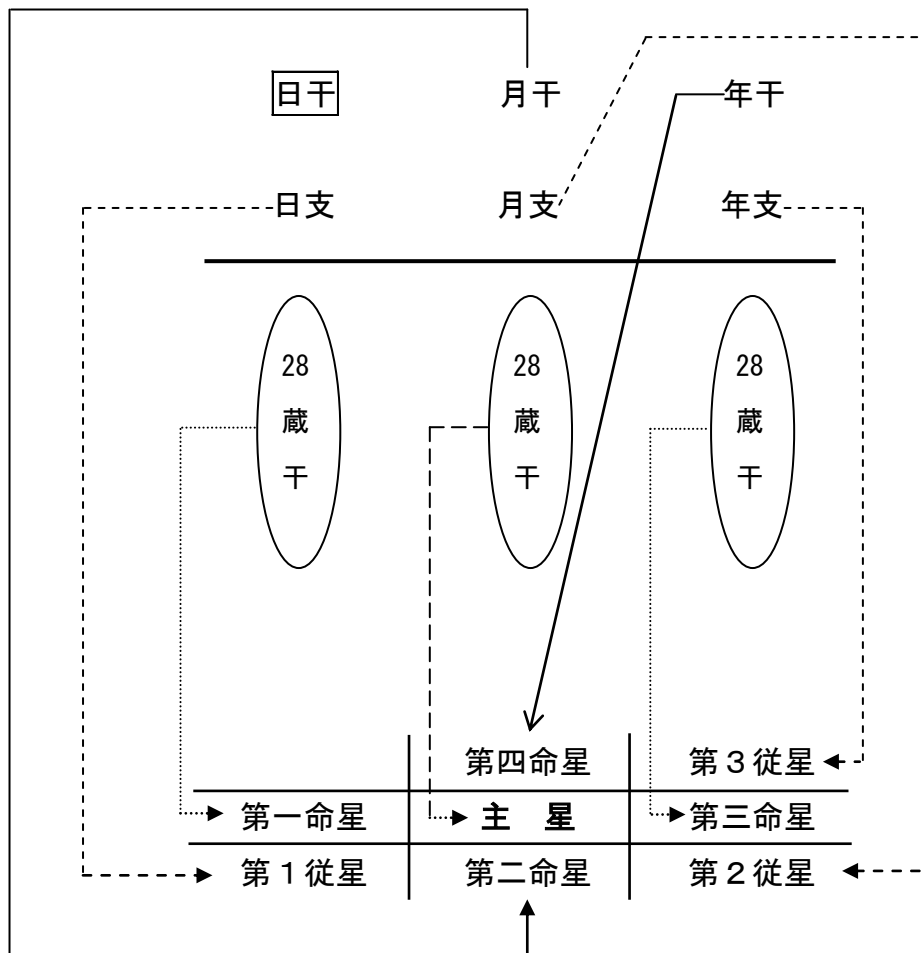 日干 月干 年干
日支 月支 年支
28 28 28
蔵 蔵 蔵
干 干 干
第四命星 第３従星
第一命星 主 星 第三命星
第１従星 第二命星 第２従星